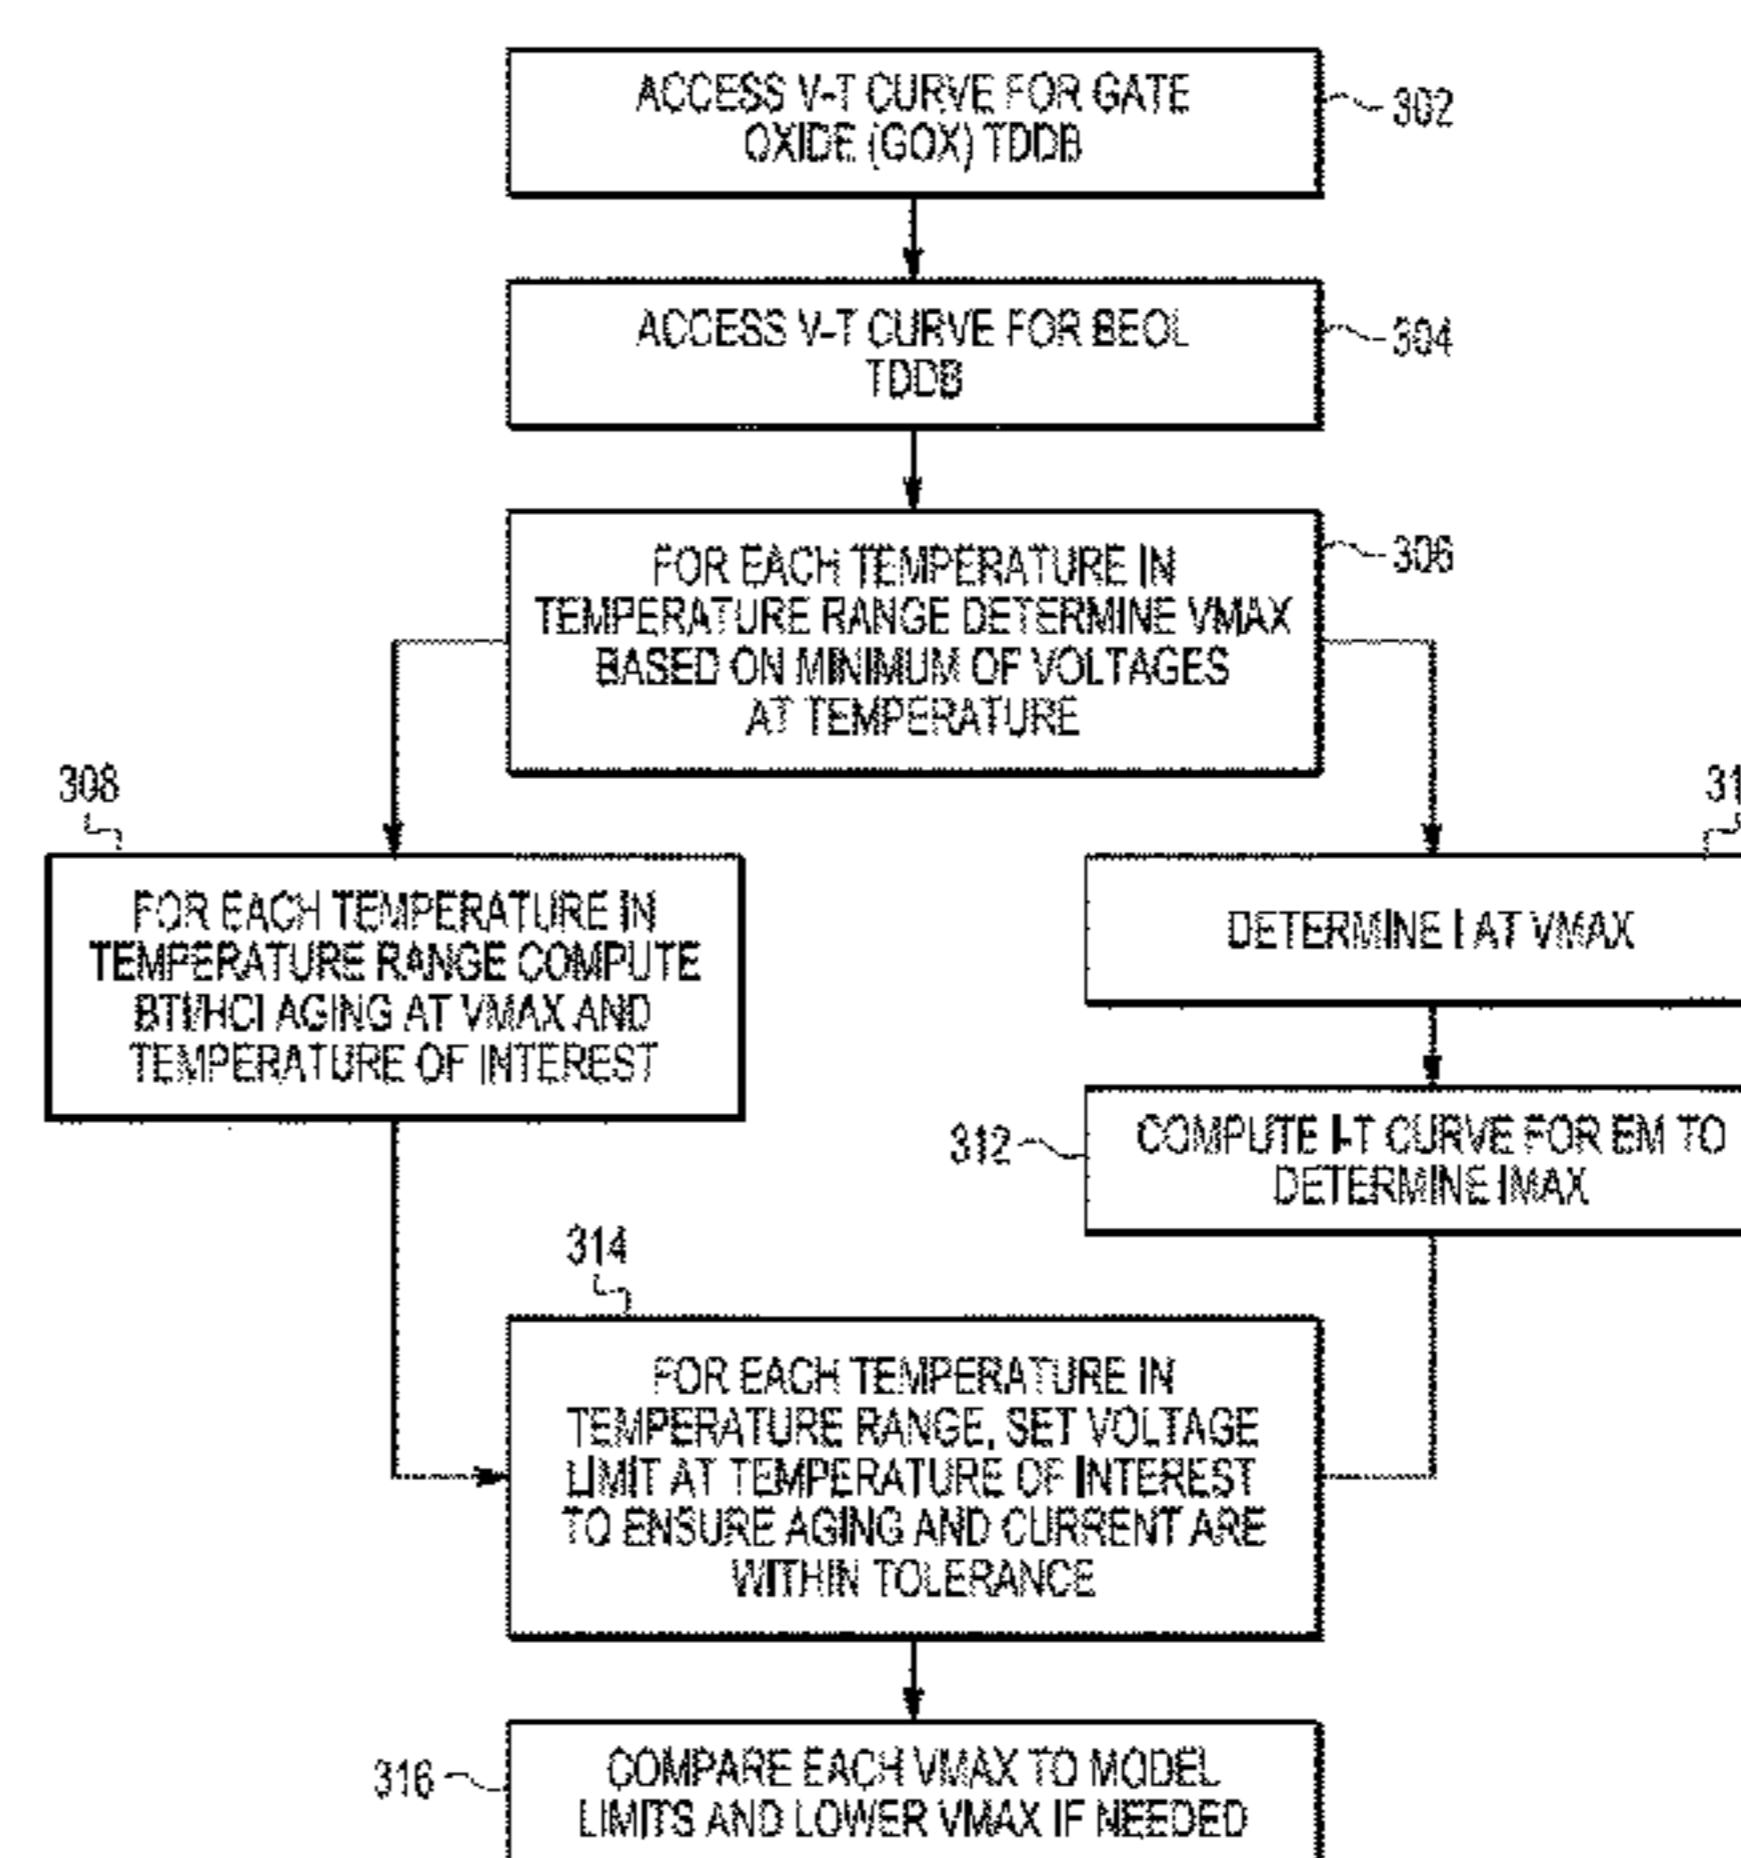 ACCESS V-T CURVE FOR GATE
OXIDE (GOX) TDDB
302
ACCESS V-T CURVE FOR BEOL
TDDB
304
FOR EACH TEMPERATURE IN
TEMPERATURE RANGE DETERMINE VMAX
BASED ON MINIMUM OF VOLTAGES
AT TEMPERATURE
306
308
FOR EACH TEMPERATURE IN
TEMPERATURE RANGE COMPUTE
BTI/HCI AGING AT VMAX AND
TEMPERATURE OF INTEREST
DETERMINE I AT VMAX
312
COMPUTE I-T CURVE FOR EM TO
DETERMINE IMAX
314
FOR EACH TEMPERATURE IN
TEMPERATURE RANGE, SET VOLTAGE
LIMIT AT TEMPERATURE OF INTEREST
TO ENSURE AGING AND CURRENT ARE
WITHIN TOLERANCE
316
COMPARE EACH VMAX TO MODEL
LIMITS AND LOWER VMAX IF NEEDED